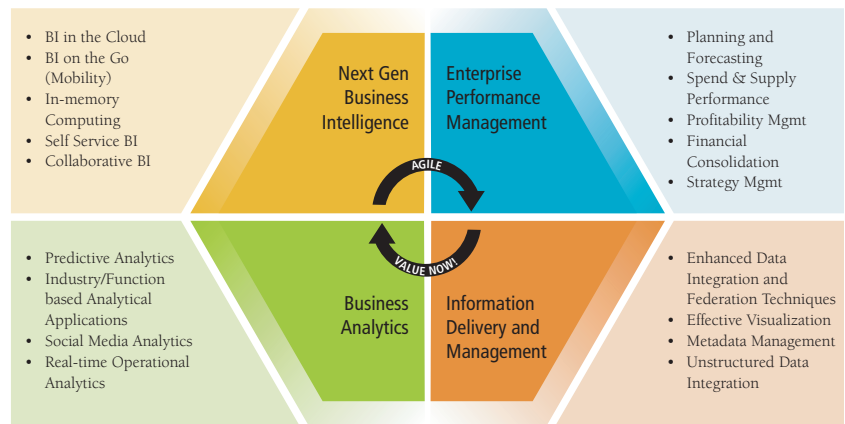 • BI in the Cloud
• BI on the Go
(Mobility)
• In-memory
Computing
• Self Service BI
• Collaborative BI
Next Gen
Business
Intelligence
Enterprise
Performance
Management
• Planning and
Forecasting
• Spend & Supply
Performance
• Profitability Mgmt
• Financial
Consolidation
• Strategy Mgmt
AGILE
VALUE NOW!
• Predictive Analytics
• Industry/Function
based Analytical
Applications
• Social Media Analytics
• Real-time Operational
Analytics
Business
Analytics
Information
Delivery and
Management
• Enhanced Data
Integration and
Federation Techniques
• Effective Visualization
• Metadata Management
• Unstructured Data
Integration